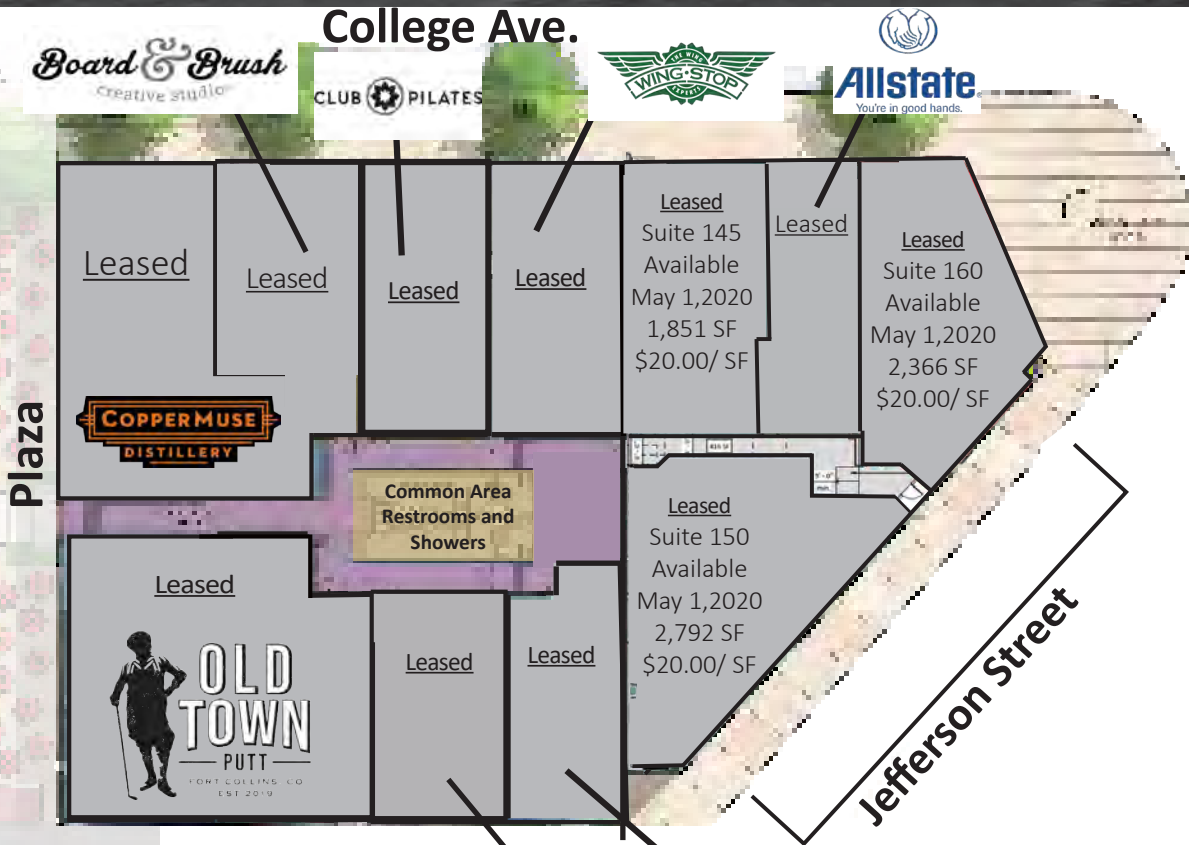 College Ave.
Board & Brush
creative studio
CLUB PILATES
THE WING
WING·STOP
EXPERTS
Allstate.
You're in good hands.
Leased
Leased
Leased
Leased
Leased
Suite 145
Available
May 1,2020
1,851 SF
$20.00/ SF
Leased
Leased
Suite 160
Available
May 1,2020
2,366 SF
$20.00/ SF
COPPERMUSE
DISTILLERY
Plaza
Common Area
Restrooms and
Showers
Leased
Suite 150
Available
May 1,2020
2,792 SF
$20.00/ SF
Leased
OLD
TOWN
PUTT
FORT COLLINS, CO
EST 2019
Leased
Leased
Jefferson Street